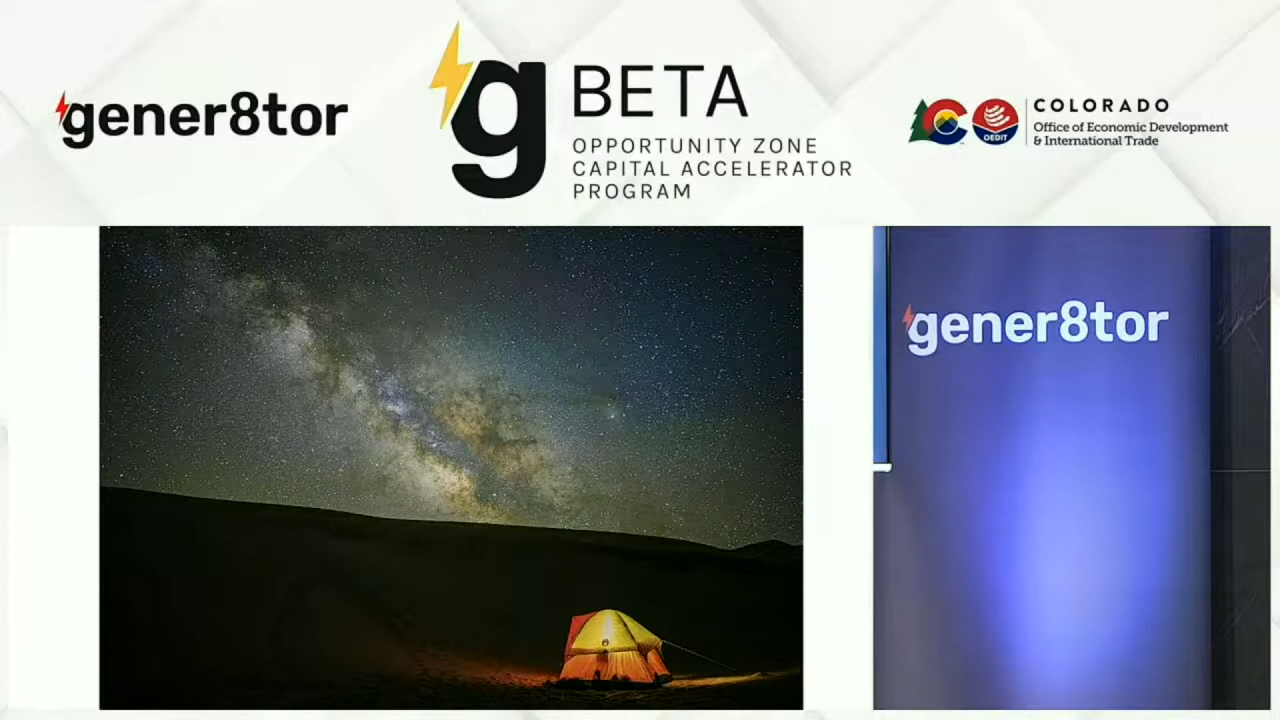 gener8tor
g BETA
OPPORTUNITY ZONE
CAPITAL ACCELERATOR
PROGRAM
C
OEDIT
COLORADO
Office of Economic Development
& International Trade
gener8tor